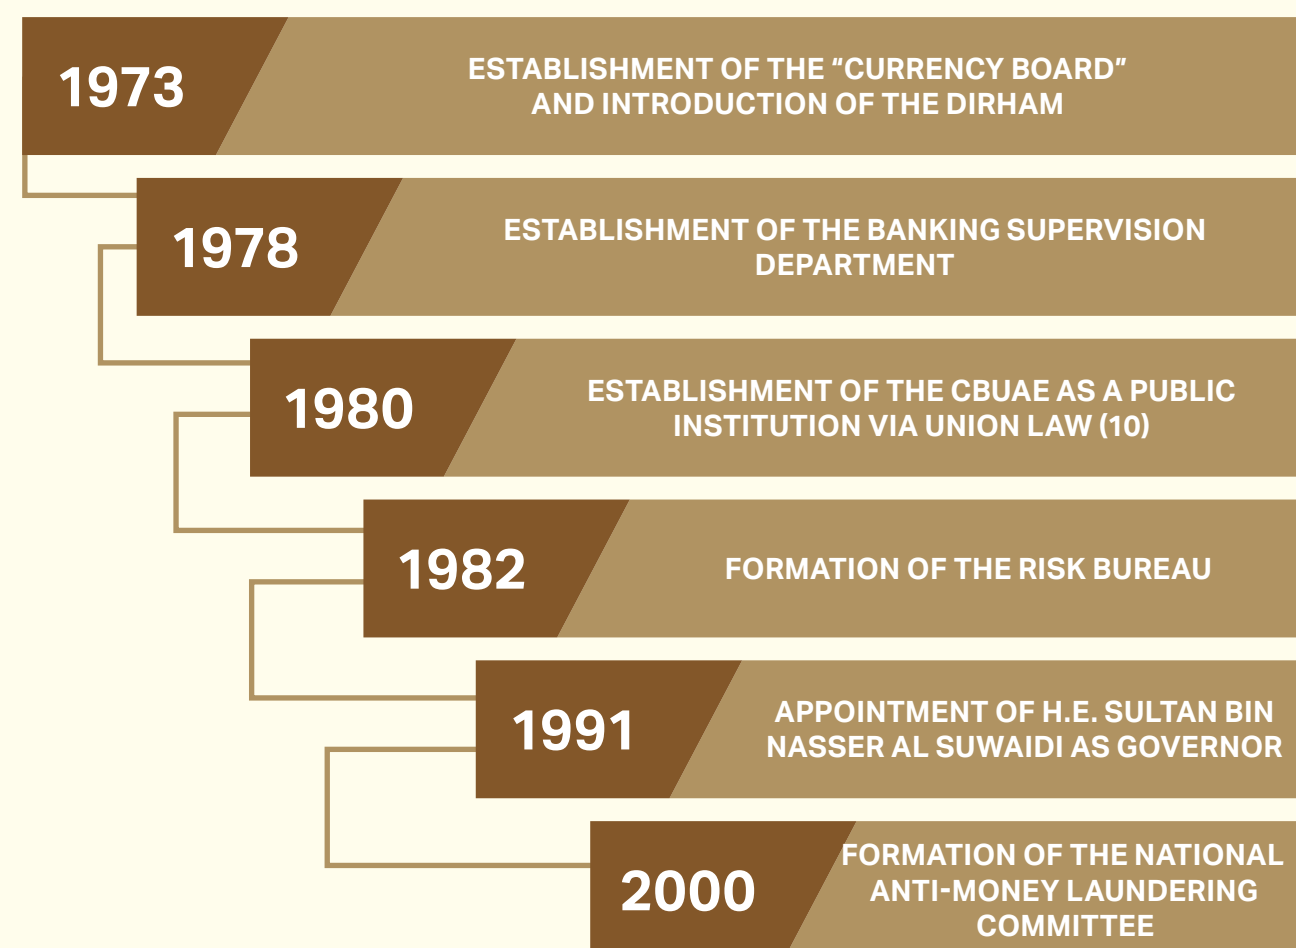 1973
ESTABLISHMENT OF THE “CURRENCY BOARD”
AND INTRODUCTION OF THE DIRHAM
1978
ESTABLISHMENT OF THE BANKING SUPERVISION
DEPARTMENT
1980
ESTABLISHMENT OF THE CBUAE AS A PUBLIC
INSTITUTION VIA UNION LAW (10)
1982
FORMATION OF THE RISK BUREAU
1991
APPOINTMENT OF H.E. SULTAN BIN
NASSER AL SUWAIDI AS GOVERNOR
2000
FORMATION OF THE NATIONAL
ANTI-MONEY LAUNDERING
COMMITTEE